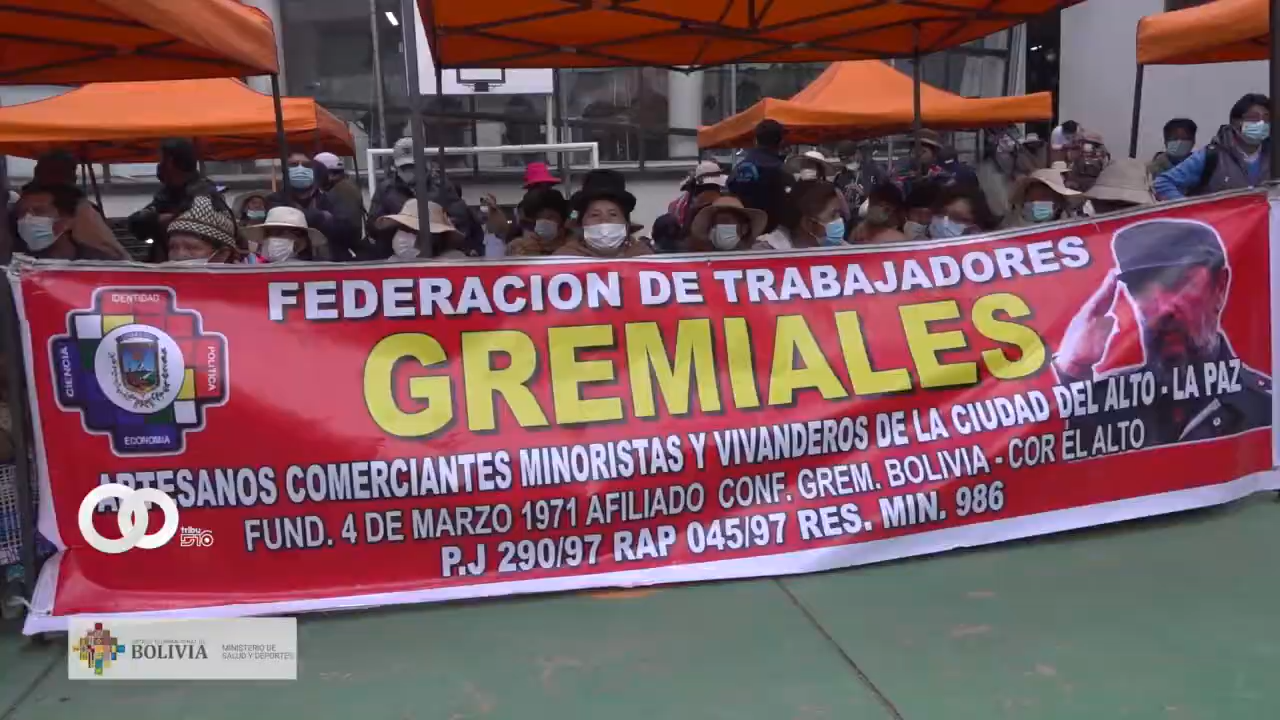 FEDERACION DE TRABAJADORES
GREMIALES
ARTESANOS COMERCIANTES MINORISTAS Y VIVANDEROS DE LA CIUDAD DEL ALTO - LA PAZ
FUND. 4 DE MARZO 1971 AFILIADO CONF. GREM. BOLIVIA - COR EL ALTO
P.J 290/97 RAP 045/97 RES. MIN. 986
IDENTIDAD
CIENCIA
POLITICA
ECONOMIA
tribu
BOLIVIA
MINISTERIO DE
SALUD Y DEPORTES